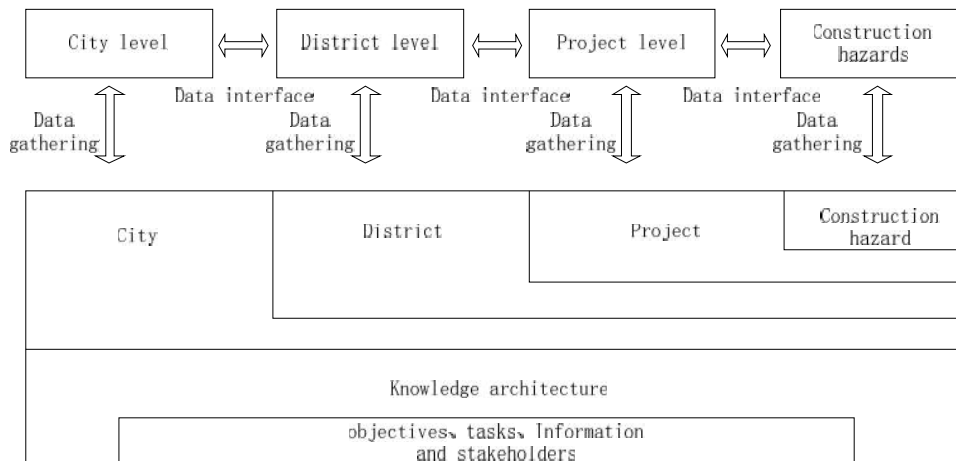 City level
District level
Project level
Construction
hazards
Data interface
Data interface
Data interface
Data
gathering
Data
gathering
Data
gathering
Data
gathering
City
District
Project
Construction
hazard
Knowledge architecture
objectives、tasks、Information
and stakeholders